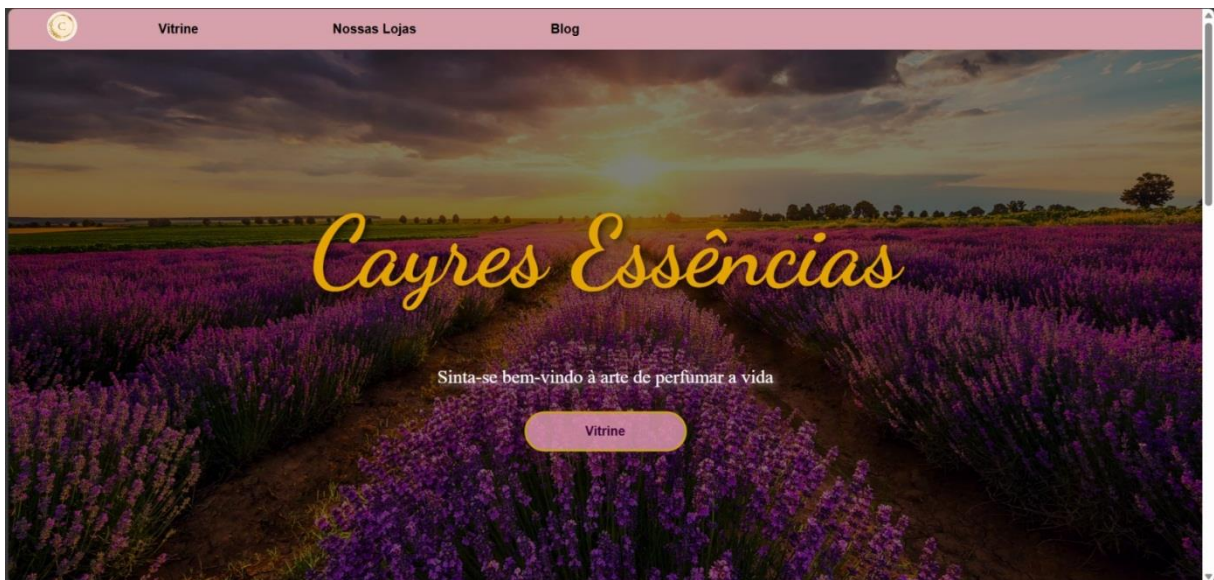 C
Vitrine
Nossas Lojas
Blog
Cayres Essências
Sinta-se bem-vindo à arte de perfumar a vida
Vitrine